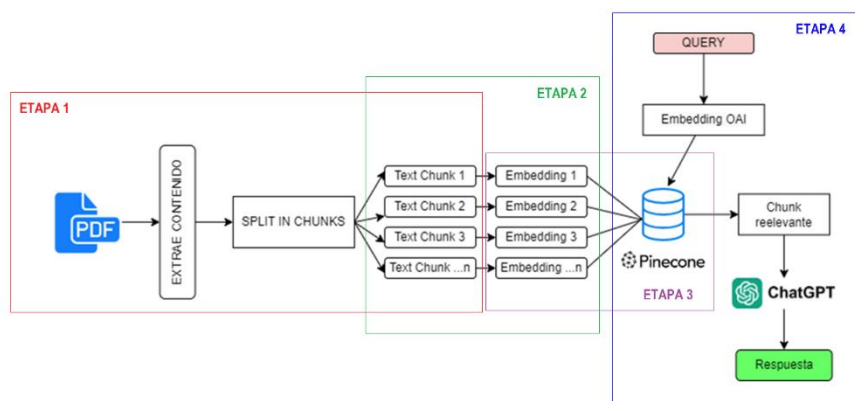 ETAPA 4
QUERY
ETAPA 2
ETAPA 1
Embedding OAI
PDF
EXTRAE CONTENIDO
SPLIT IN CHUNKS
Text Chunk 1
Embedding 1
Text Chunk 2
Embedding 2
Text Chunk 3
Embedding 3
Text Chunk ...n
Embedding ...n
Pinecone
Chunk
reelevante
ETAPA 3
ChatGPT
Respuesta